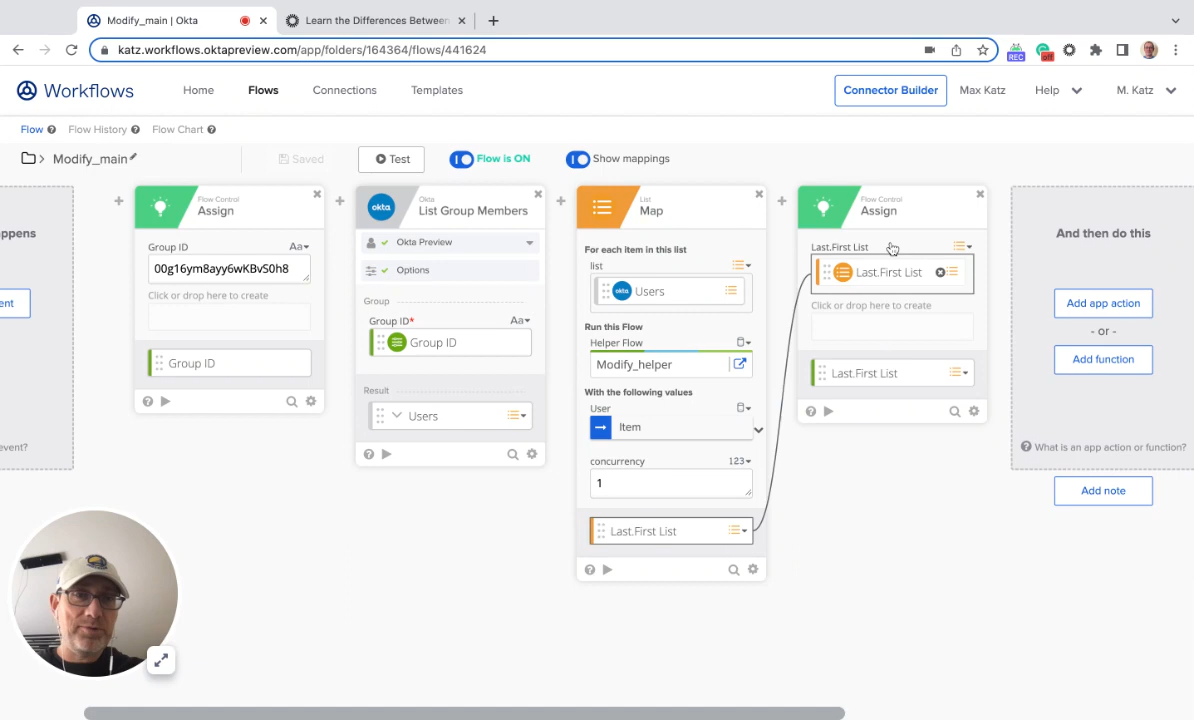 Modify_main | Okta
Learn the Differences Between
katz.workflows.oktapreview.com/app/folders/164364/flows/441624
REC
off
Workflows
Home
Flows
Connections
Templates
Connector Builder
Max Katz
Help
M. Katz
Flow
Flow History
Flow Chart
Modify_main
Saved
Test
Flow is ON
Show mappings
Flow Control
Assign
Group ID
Aa
00g16ym8ayy6wKBvS0h8
Click or drop here to create
Group ID
okta
Okta
List Group Members
Okta Preview
Options
Group
Group ID*
Aa
Group ID
Result
Users
List
Map
For each item in this list
list
okta
Users
Run this Flow
Helper Flow
Modify_helper
With the following values
User
Item
concurrency
123
1
Last.First List
Flow Control
Assign
Last.First List
Last.First List
Click or drop here to create
Last.First List
And then do this
Add app action
- or -
Add function
What is an app action or function?
Add note